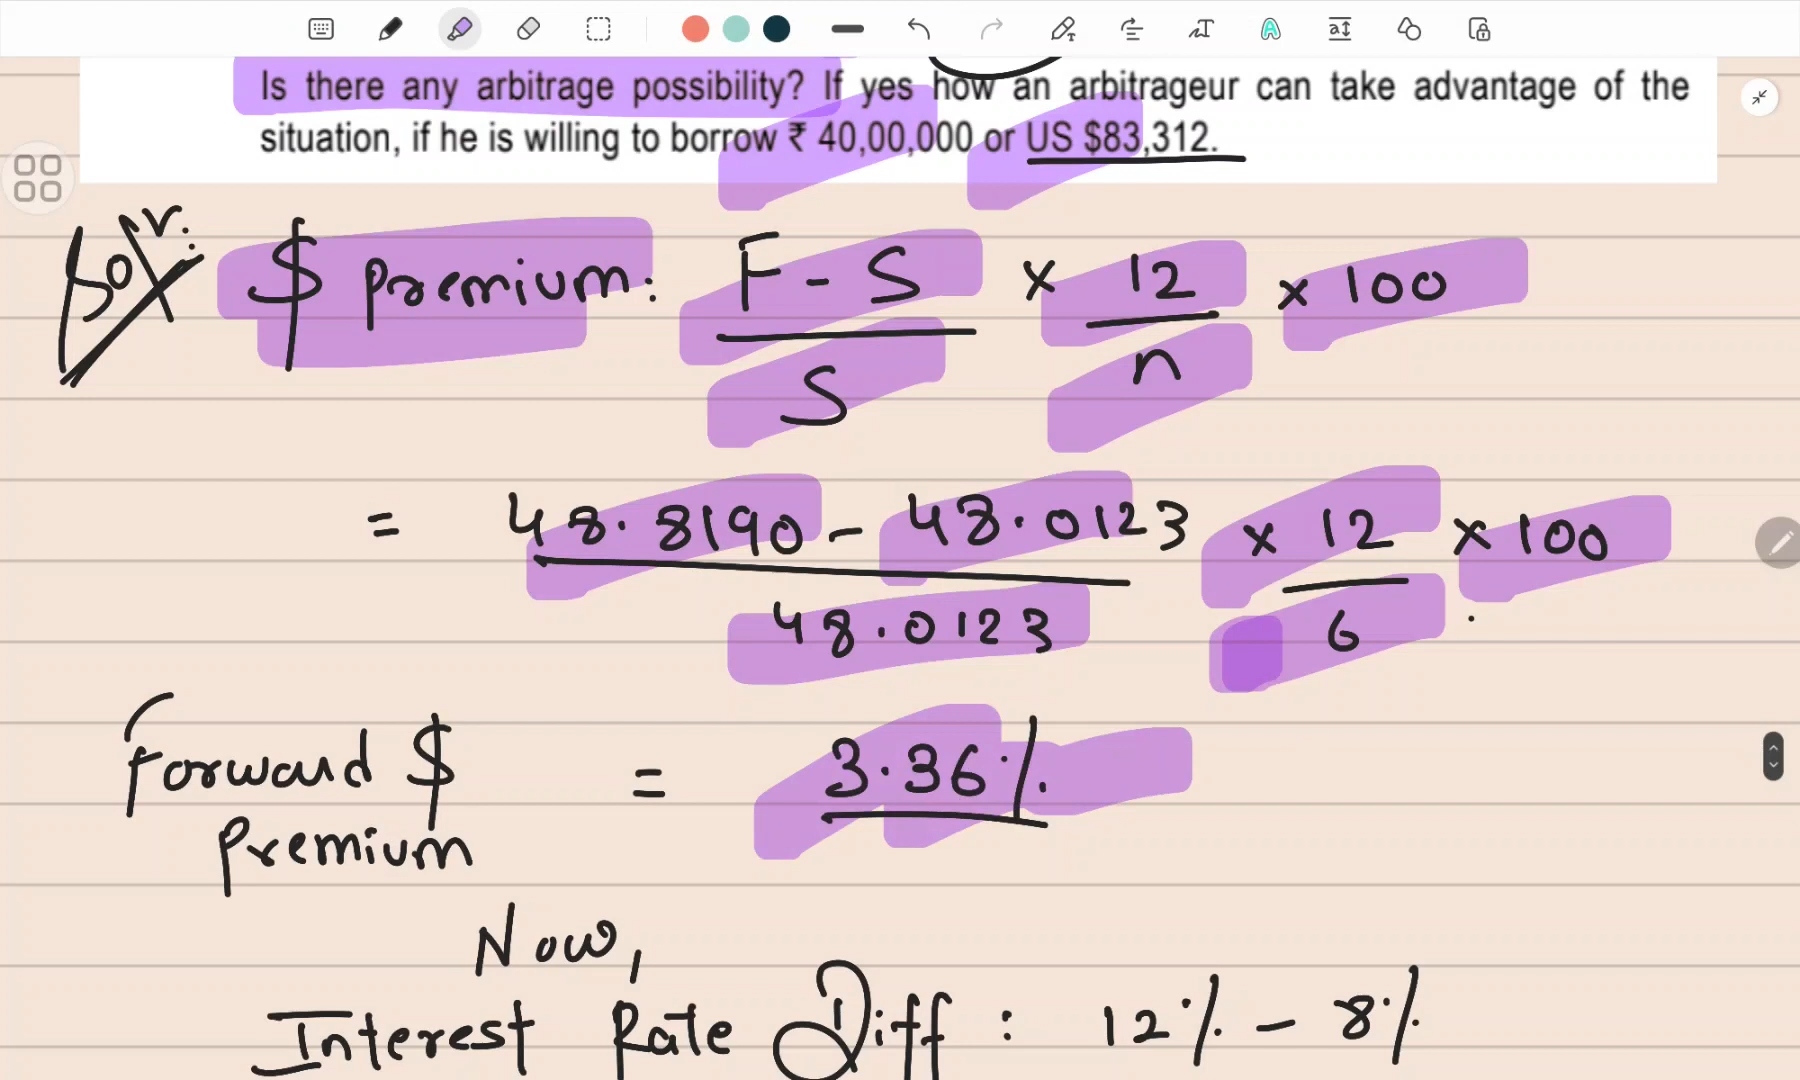 Is there any arbitrage possibility? If yes how an arbitrageur can take advantage of the
situation, if he is willing to borrow ₹ 40,00,000 or US $83,312.
Solⁿ:
$ Premium: F - S / S × 12 / n × 100
= 48.8190 - 48.0123 / 48.0123 × 12 / 6 × 100
Forward $ Premium = 3.36%.
Now,
Interest Rate Diff : 12% - 8%